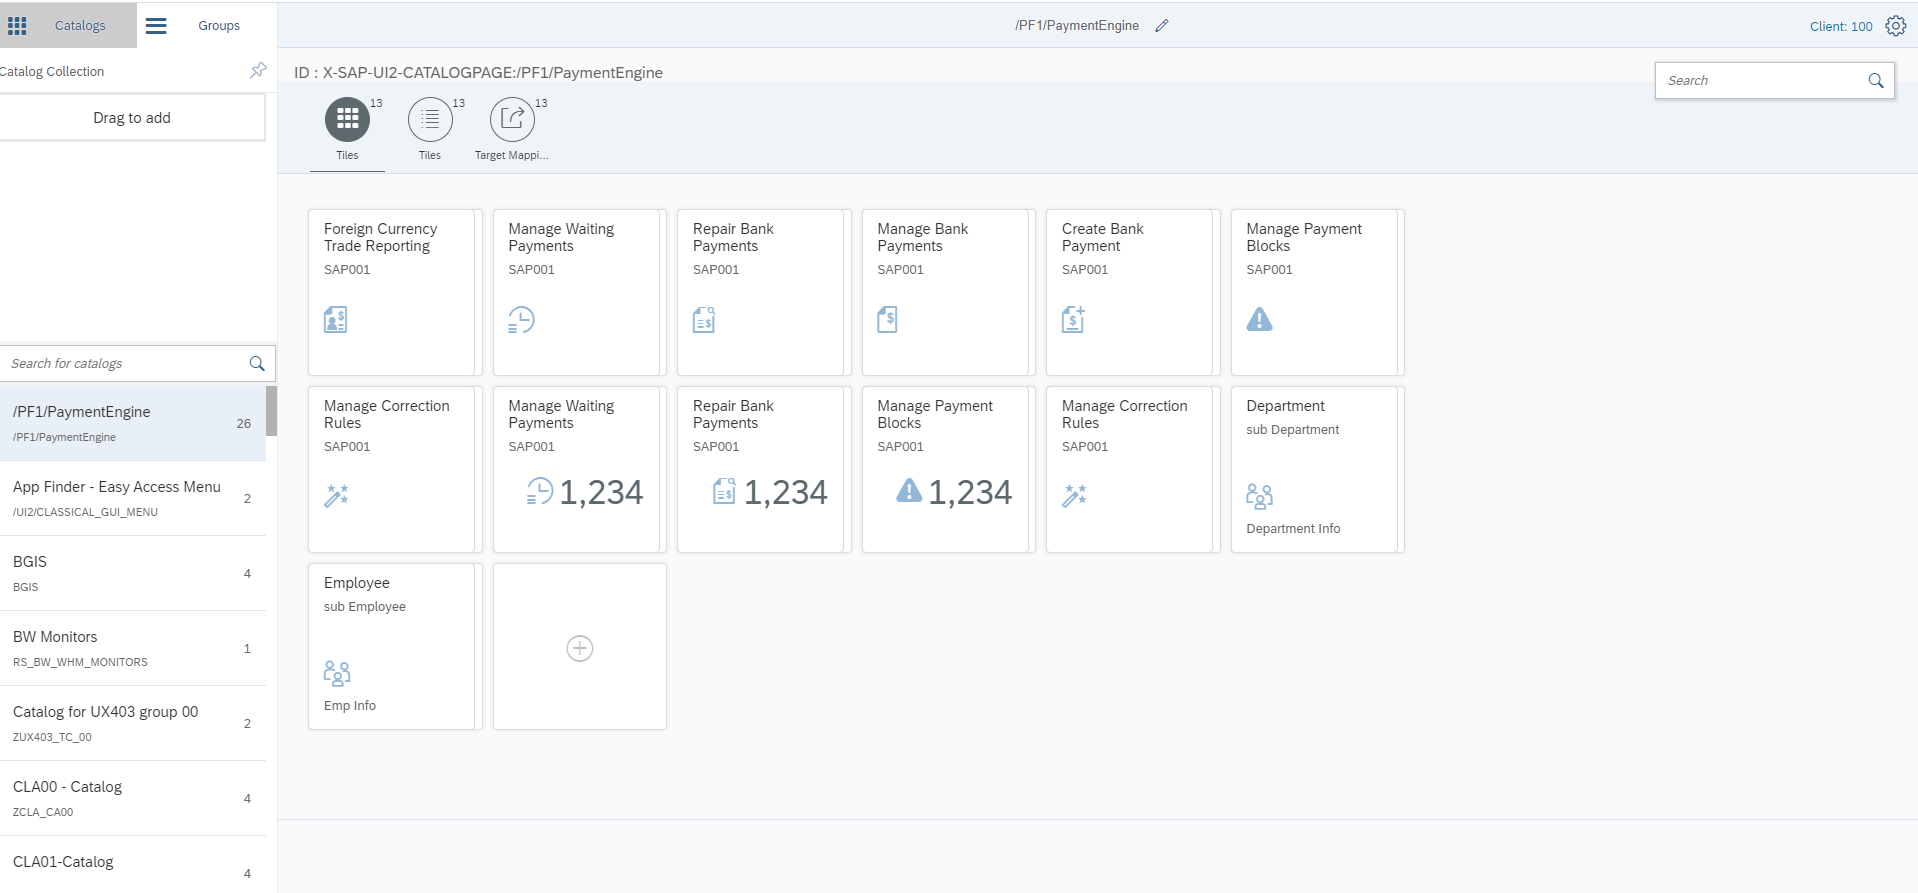 Catalogs
Groups
/PF1/PaymentEngine
Client: 100
Catalog Collection
Drag to add
Search for catalogs
/PF1/PaymentEngine
26
/PF1/PaymentEngine
App Finder - Easy Access Menu
2
/UI2/CLASSICAL_GUI_MENU
BGIS
4
BGIS
BW Monitors
1
RS_BW_WHM_MONITORS
Catalog for UX403 group 00
2
ZUX403_TC_00
CLA00 - Catalog
4
ZCLA_CA00
CLA01-Catalog
4
ID : X-SAP-UI2-CATALOGPAGE:/PF1/PaymentEngine
Search
13
Tiles
13
Tiles
13
Target Mappi...
Foreign Currency
Trade Reporting
SAP001
Manage Waiting
Payments
SAP001
Repair Bank
Payments
SAP001
Manage Bank
Payments
SAP001
Create Bank
Payment
SAP001
Manage Payment
Blocks
SAP001
Manage Correction
Rules
SAP001
Manage Waiting
Payments
SAP001
1,234
Repair Bank
Payments
SAP001
1,234
Manage Payment
Blocks
SAP001
1,234
Manage Correction
Rules
SAP001
Department
sub Department
Department Info
Employee
sub Employee
Emp Info